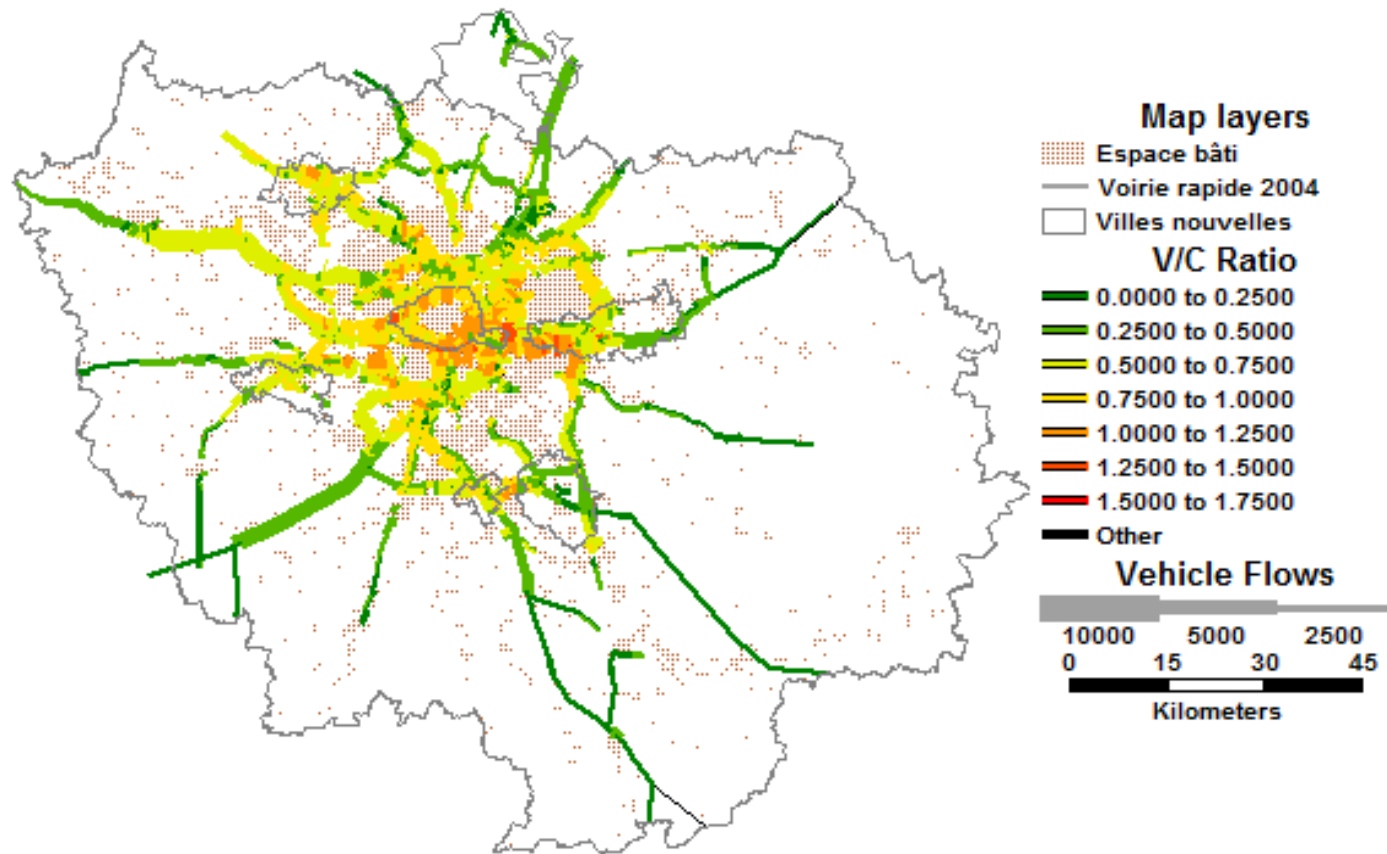 Map layers
Espace bâti
Voirie rapide 2004
Villes nouvelles
V/C Ratio
0.0000 to 0.2500
0.2500 to 0.5000
0.5000 to 0.7500
0.7500 to 1.0000
1.0000 to 1.2500
1.2500 to 1.5000
1.5000 to 1.7500
Other
Vehicle Flows
10000 5000 2500
0 15 30 45
Kilometers